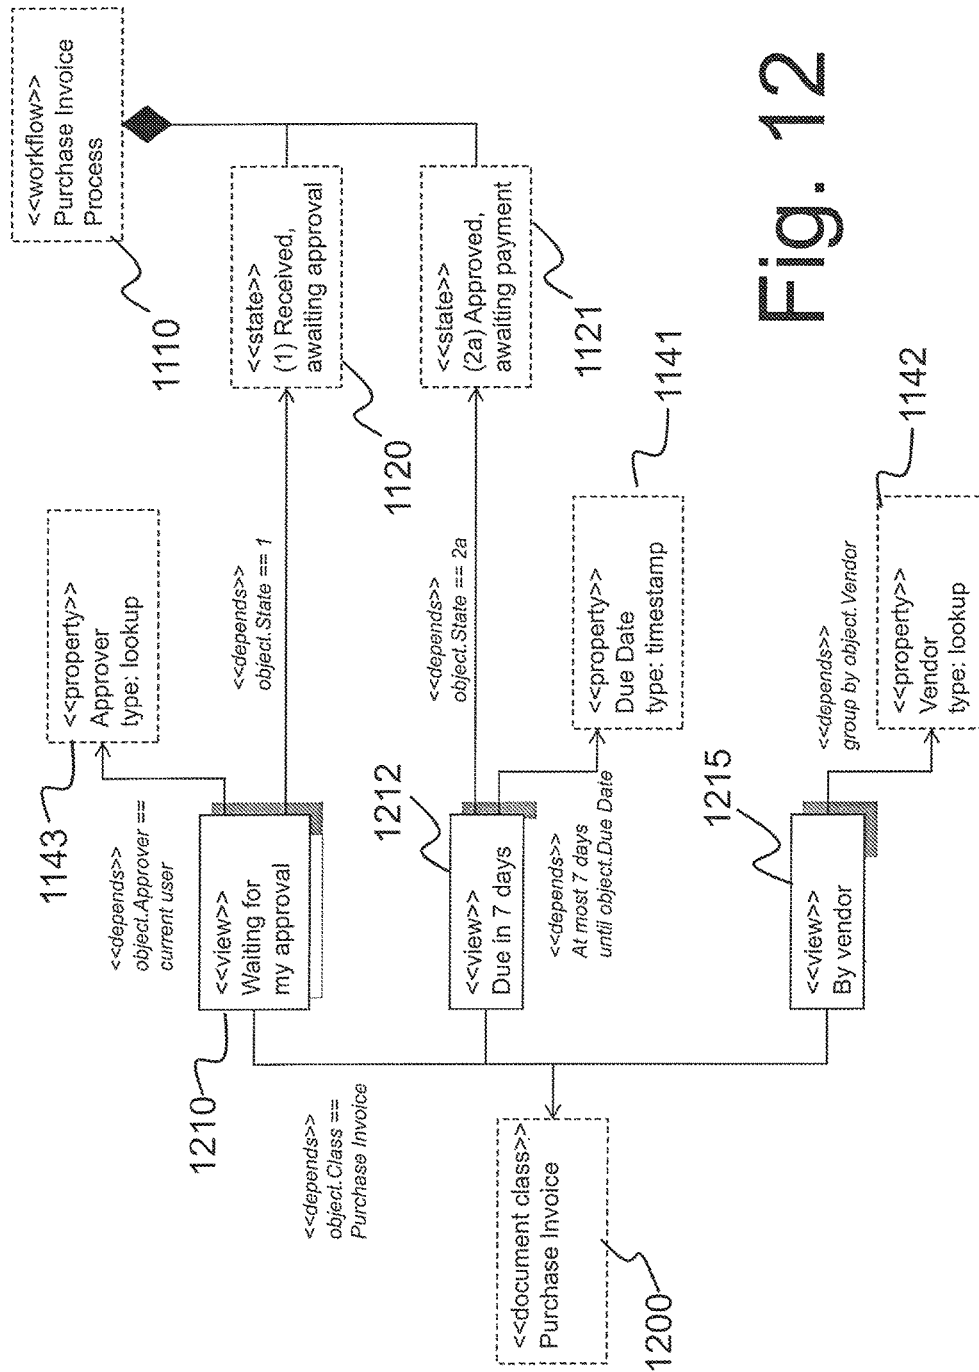 <<workflow>>
Purchase Invoice
Process
1110
1143
<<property>>
Approver
type: lookup
<<depends>>
object.Approver ==
current user
<<state>>
(1) Received,
awaiting approval
1120
<<depends>>
object.State == 1
1210
<<view>>
Waiting for
my approval
<<depends>>
object.Class ==
Purchase Invoice
<<state>>
(2a) Approved,
awaiting payment
1121
<<depends>>
object.State == 2a
1212
<<view>>
Due in 7 days
<<depends>>
At most 7 days
until object.Due Date
<<property>>
Due Date
type: timestamp
1141
<<document class>>
Purchase Invoice
1200
1215
<<view>>
By vendor
<<depends>>
group by object.Vendor
<<property>>
Vendor
type: lookup
1142
Fig. 12